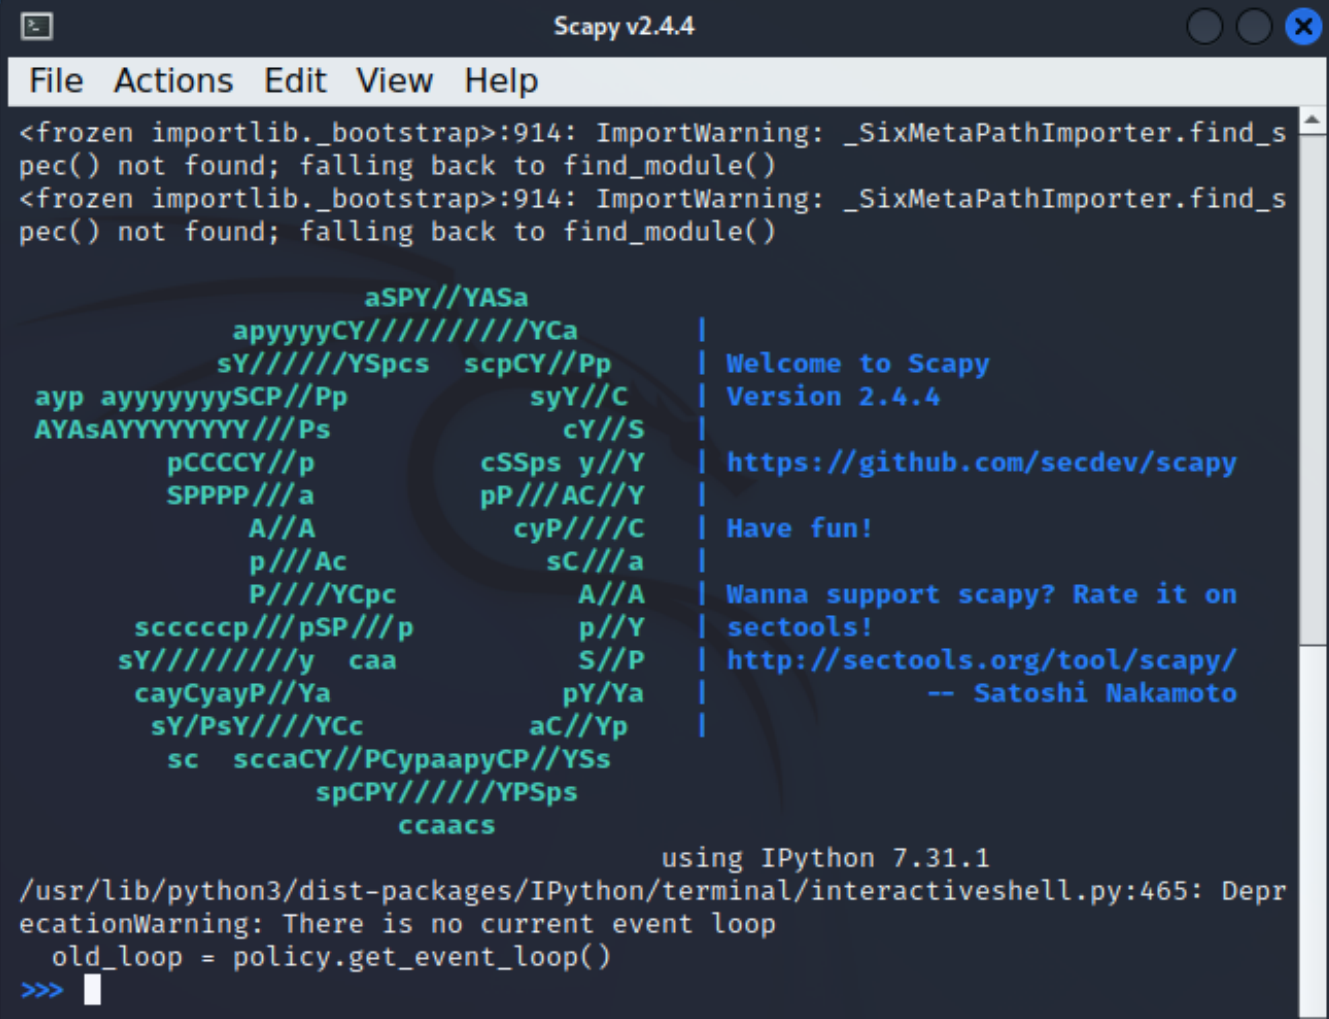 Scapy v2.4.4
File Actions Edit View Help
<frozen importlib._bootstrap>:914: ImportWarning: _SixMetaPathImporter.find_s
pec() not found; falling back to find_module()
<frozen importlib._bootstrap>:914: ImportWarning: _SixMetaPathImporter.find_s
pec() not found; falling back to find_module()
                     aSPY//YASa
             apyyyyCY//////////YCa       |
            sY//////YSpcs  scpCY//Pp     | Welcome to Scapy
 ayp ayyyyyyySCP//Pp           syY//C    | Version 2.4.4
 AYAsAYYYYYYYY///Ps              cY//S   |
         pCCCCY//p          cSSps y//Y   | https://github.com/secdev/scapy
         SPPPP///a          pP///AC//Y   |
              A//A            cyP////C   | Have fun!
              p///Ac            sC///a   |
              P////YCpc           A//A   | Wanna support scapy? Rate it on
       scccccp///pSP///p          p//Y   | sectools!
      sY/////////y  caa           S//P   | http://sectools.org/tool/scapy/
       cayCyayP//Ya              pY/Ya   |             -- Satoshi Nakamoto
        sY/PsY////YCc          aC//Yp    |
         sc  sccaCY//PCypaapyCP//YSs
                  spCPY//////YPSps
                       ccaacs
                                       using IPython 7.31.1
/usr/lib/python3/dist-packages/IPython/terminal/interactiveshell.py:465: Depr
ecationWarning: There is no current event loop
  old_loop = policy.get_event_loop()
>>>